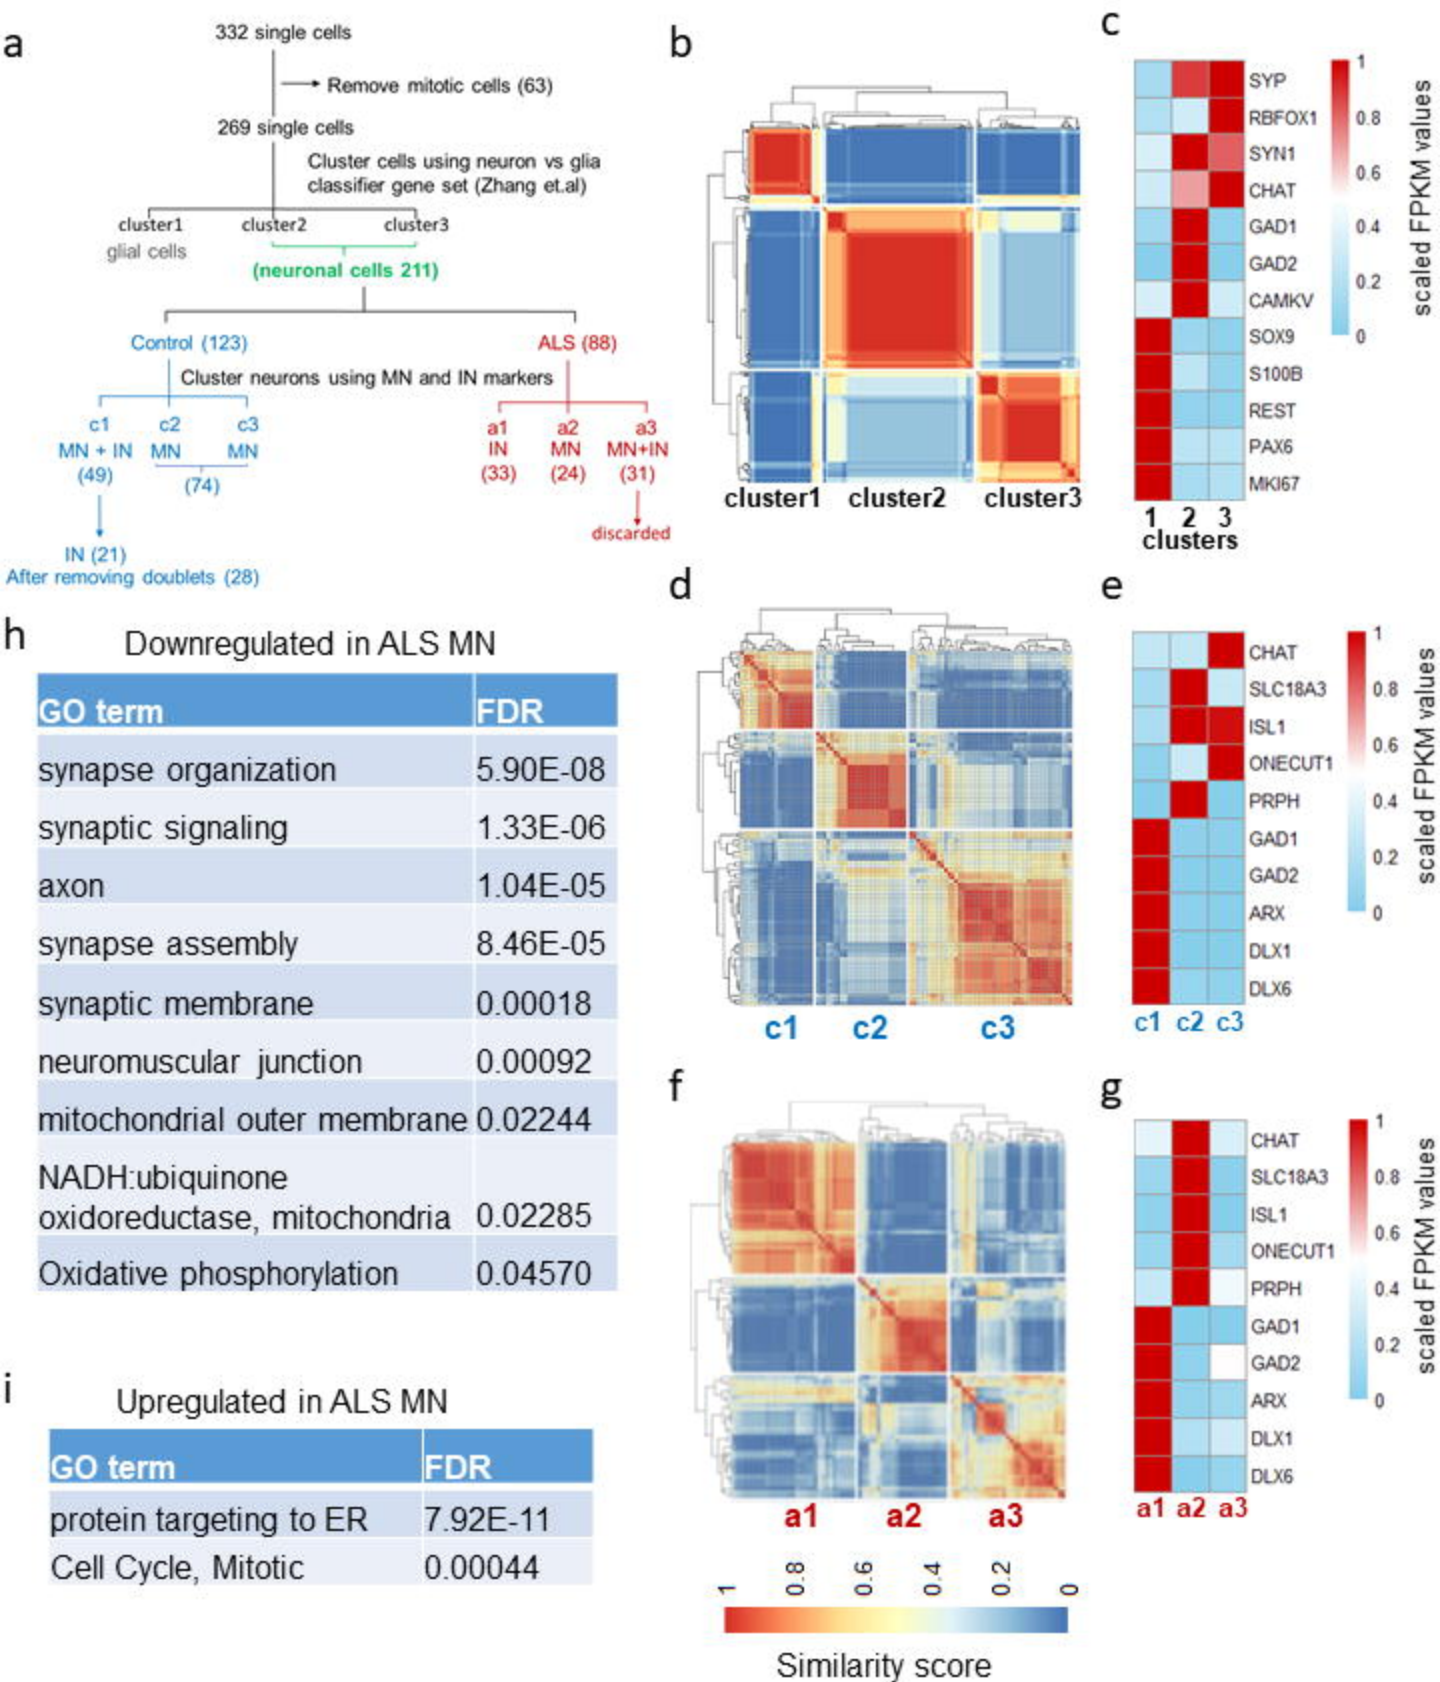 a
332 single cells
Remove mitotic cells (63)
269 single cells
Cluster cells using neuron vs glia
classifier gene set (Zhang et.al)
cluster1 cluster2 cluster3
glial cells
(neuronal cells 211)
Control (123) ALS (88)
Cluster neurons using MN and IN markers
c1 c2 c3
MN + IN MN MN
(49) (74)
a1 a2 a3
IN MN MN+IN
(33) (24) (31)
discarded
IN (21)
After removing doublets (28)
b
cluster1 cluster2 cluster3
c
SYP
RBFOX1
SYN1
CHAT
GAD1
GAD2
CAMKV
SOX9
S100B
REST
PAX6
MKI67
1 2 3
clusters
1
0.8
0.6
0.4
0.2
0
scaled FPKM values
d
c1 c2 c3
e
CHAT
SLC18A3
ISL1
ONECUT1
PRPH
GAD1
GAD2
ARX
DLX1
DLX6
c1 c2 c3
1
0.8
0.6
0.4
0.2
0
scaled FPKM values
f
a1 a2 a3
1 0.8 0.6 0.4 0.2 0
Similarity score
g
CHAT
SLC18A3
ISL1
ONECUT1
PRPH
GAD1
GAD2
ARX
DLX1
DLX6
a1 a2 a3
1
0.8
0.6
0.4
0.2
0
scaled FPKM values
h
Downregulated in ALS MN
GO term FDR
synapse organization 5.90E-08
synaptic signaling 1.33E-06
axon 1.04E-05
synapse assembly 8.46E-05
synaptic membrane 0.00018
neuromuscular junction 0.00092
mitochondrial outer membrane 0.02244
NADH:ubiquinone
oxidoreductase, mitochondria 0.02285
Oxidative phosphorylation 0.04570
i
Upregulated in ALS MN
GO term FDR
protein targeting to ER 7.92E-11
Cell Cycle, Mitotic 0.00044